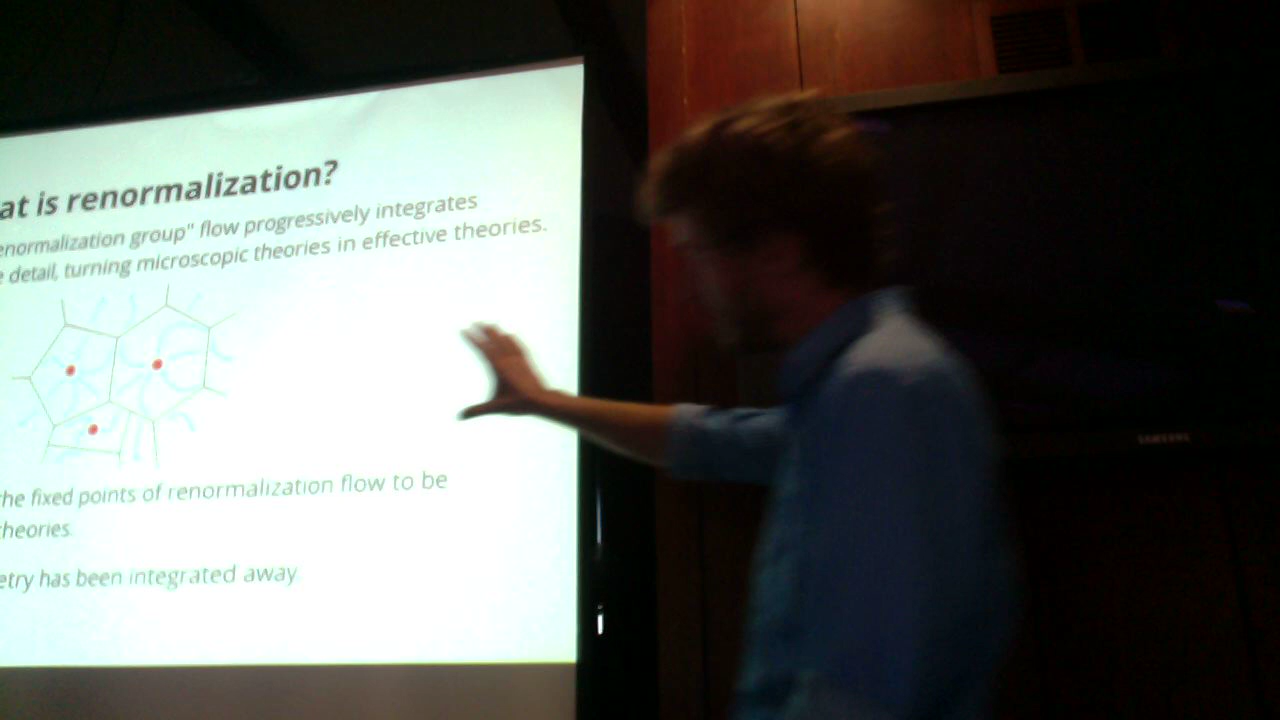 at is renormalization?
enormalization group" flow progressively integrates
e detail, turning microscopic theories in effective theories.
the fixed points of renormalization flow to be
theories.
etry has been integrated away
SAMSUNG